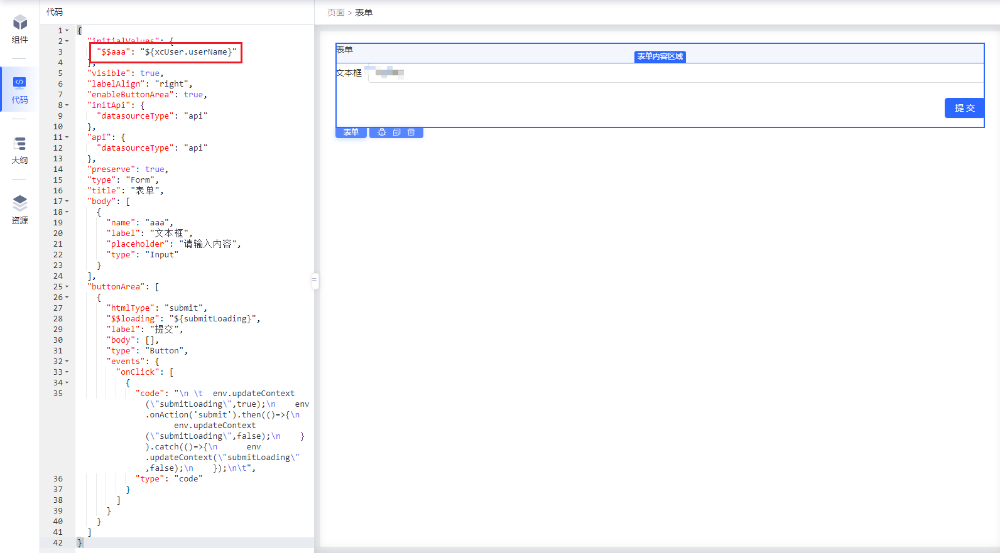 组件
代码
大纲
资源
代码
1 {
2 "initialValues": {
3 "$$aaa": "${xcUser.userName}"
4 },
5 "visible": true,
6 "labelAlign": "right",
7 "enableButtonArea": true,
8 "initApi": {
9 "datasourceType": "api"
10 },
11 "api": {
12 "datasourceType": "api"
13 },
14 "preserve": true,
15 "type": "Form",
16 "title": "表单",
17 "body": [
18 {
19 "name": "aaa",
20 "label": "文本框",
21 "placeholder": "请输入内容",
22 "type": "Input"
23 }
24 ],
25 "buttonArea": [
26 {
27 "htmlType": "submit",
28 "$$loading": "${submitLoading}",
29 "label": "提交",
30 "body": [],
31 "type": "Button",
32 "events": {
33 "onClick": [
34 {
35 "code": "\n \t  env.updateContext
(\"submitLoading\",true);\n    env
.onAction('submit').then(()=>{\n
env.updateContext
(\"submitLoading\",false);\n    }
).catch(()=>{\n      env
.updateContext(\"submitLoading\"
,false);\n    });\n\t",
36 "type": "code"
37 }
38 ]
39 }
40 }
41 ]
42 }
页面 > 表单
表单
表单内容区域
文本框
提 交
表单